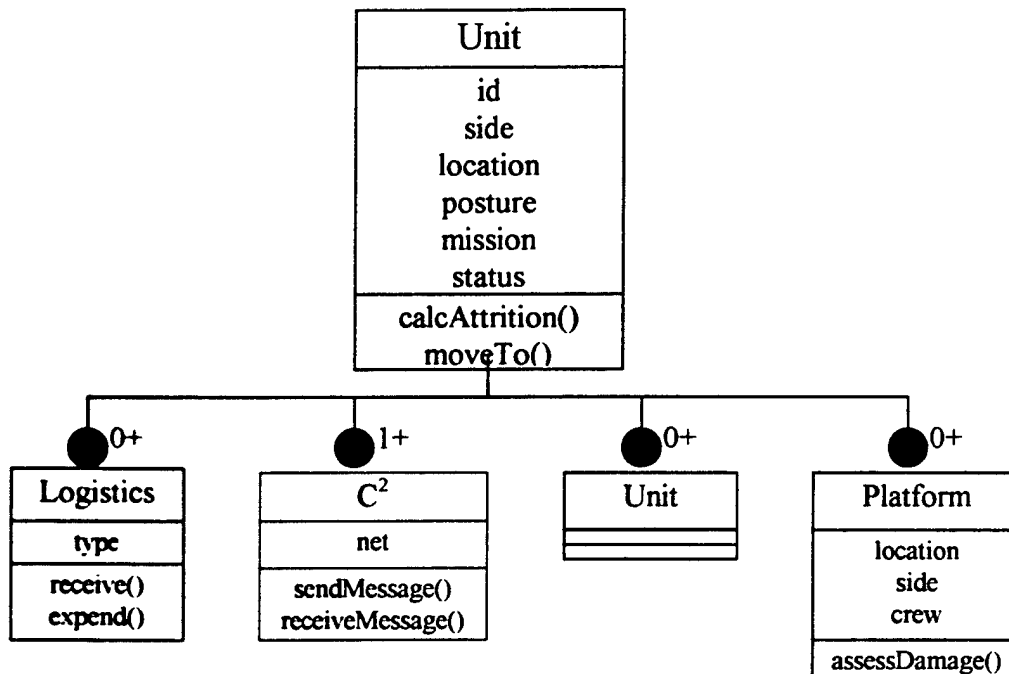 Unit
id
side
location
posture
mission
status
calcAttrition()
moveTo()
0+
1+
0+
0+
Logistics
type
receive()
expend()
C²
net
sendMessage()
receiveMessage()
Unit
Platform
location
side
crew
assessDamage()